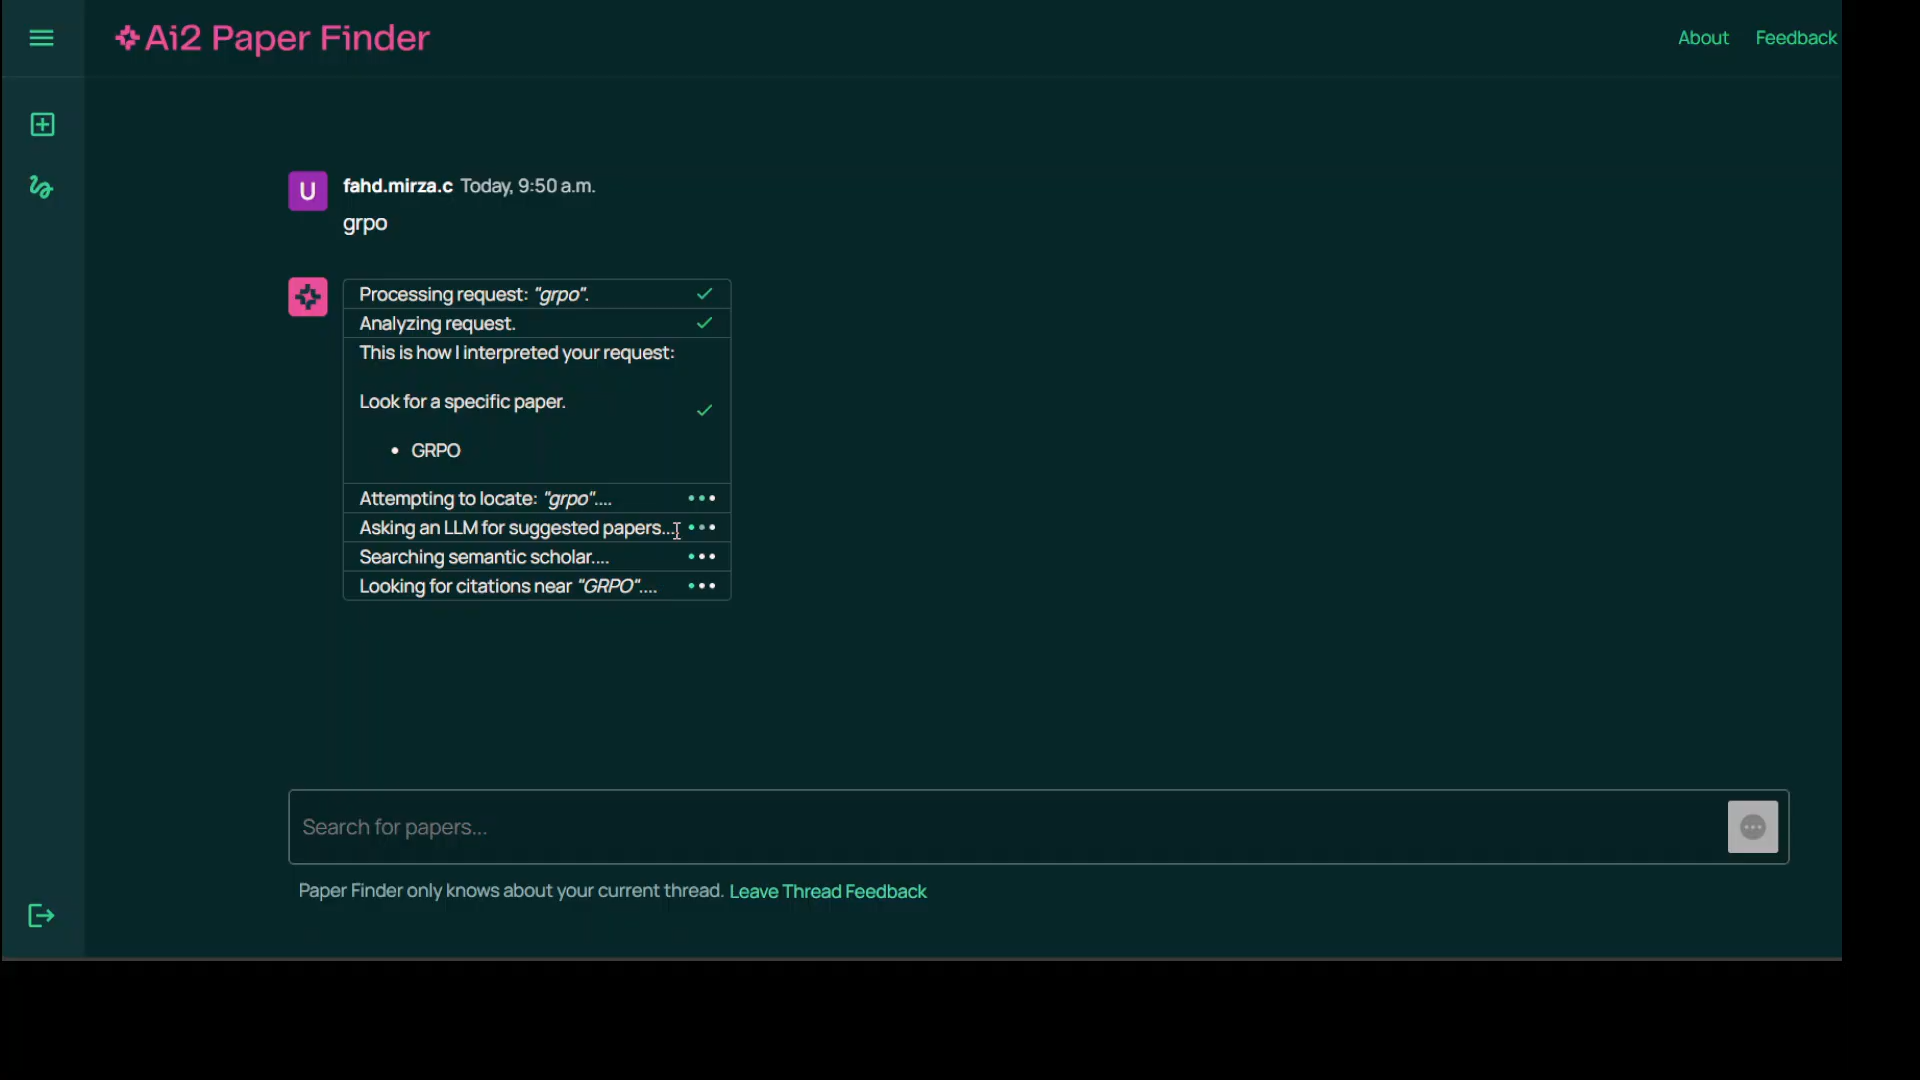 Ai2 Paper Finder
About Feedback
U fahd.mirza.c Today, 9:50 a.m.
grpo
Processing request: "grpo".
Analyzing request.
This is how I interpreted your request:
Look for a specific paper.
• GRPO
Attempting to locate: "grpo"....
Asking an LLM for suggested papers...
Searching semantic scholar....
Looking for citations near "GRPO"....
Search for papers...
Paper Finder only knows about your current thread. Leave Thread Feedback